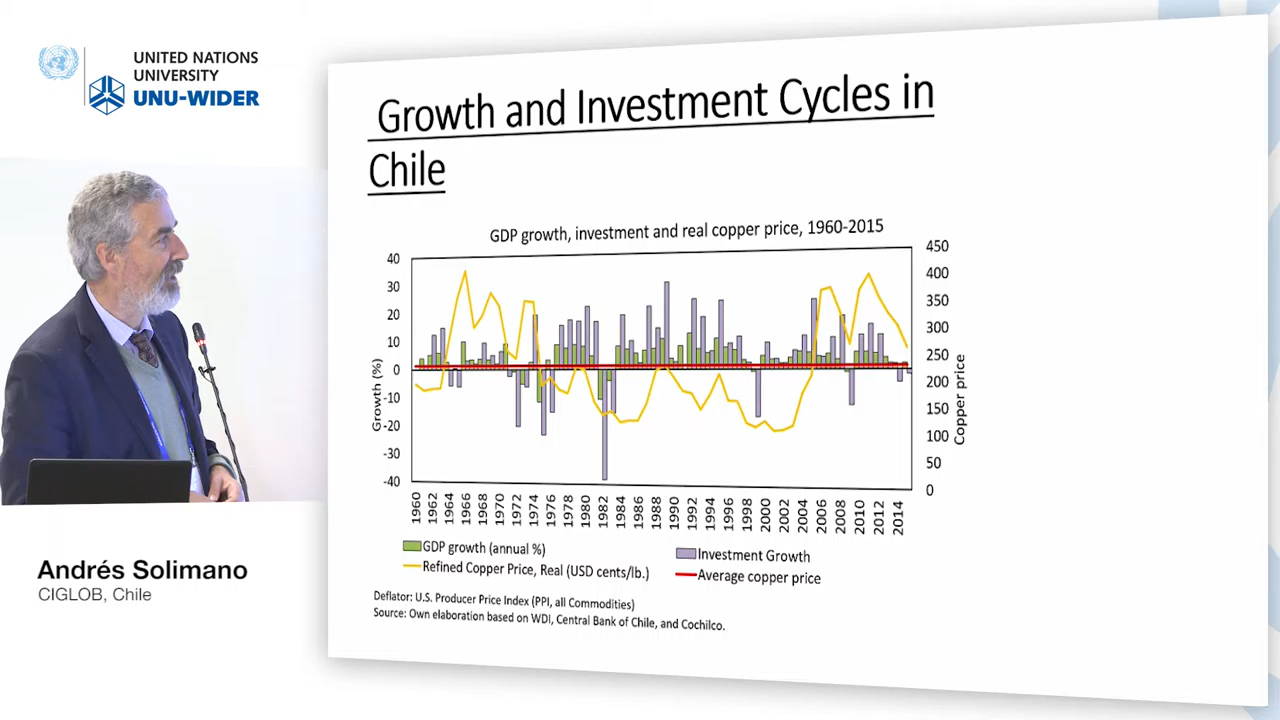 UNITED NATIONS
UNIVERSITY
UNU-WIDER
Growth and Investment Cycles in
Chile
GDP growth, investment and real copper price, 1960-2015
40
30
20
10
0
-10
-20
-30
-40
Growth (%)
450
400
350
300
250
200
150
100
50
0
Copper price
1960
1962
1964
1966
1968
1970
1972
1974
1976
1978
1980
1982
1984
1986
1988
1990
1992
1994
1996
1998
2000
2002
2004
2006
2008
2010
2012
2014
GDP growth (annual %)
Investment Growth
Refined Copper Price, Real (USD cents/lb.)
Average copper price
Deflator: U.S. Producer Price Index (PPI, all Commodities)
Source: Own elaboration based on WDI, Central Bank of Chile, and Cochilco.
Andrés Solimano
CIGLOB, Chile